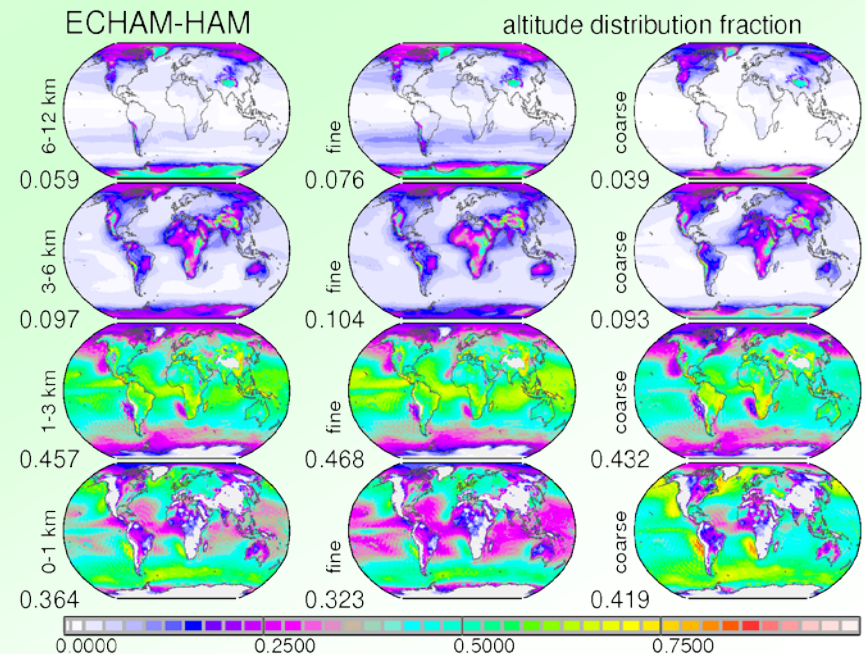 ECHAM-HAM altitude distribution fraction
6-12 km fine coarse
0.059 0.076 0.039
3-6 km fine coarse
0.097 0.104 0.093
1-3 km fine coarse
0.457 0.468 0.432
0-1 km fine coarse
0.364 0.323 0.419
0.0000 0.2500 0.5000 0.7500